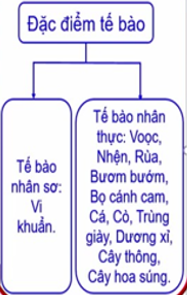 Đặc điểm tế bào
Tế bào
nhân sơ:
Vi
khuẩn.
Tế bào nhân
thực: Voọc,
Nhện, Rùa,
Bươm bướm,
Bọ cánh cam,
Cá, Cò, Trùng
giày, Dương xỉ,
Cây thông,
Cây hoa súng.